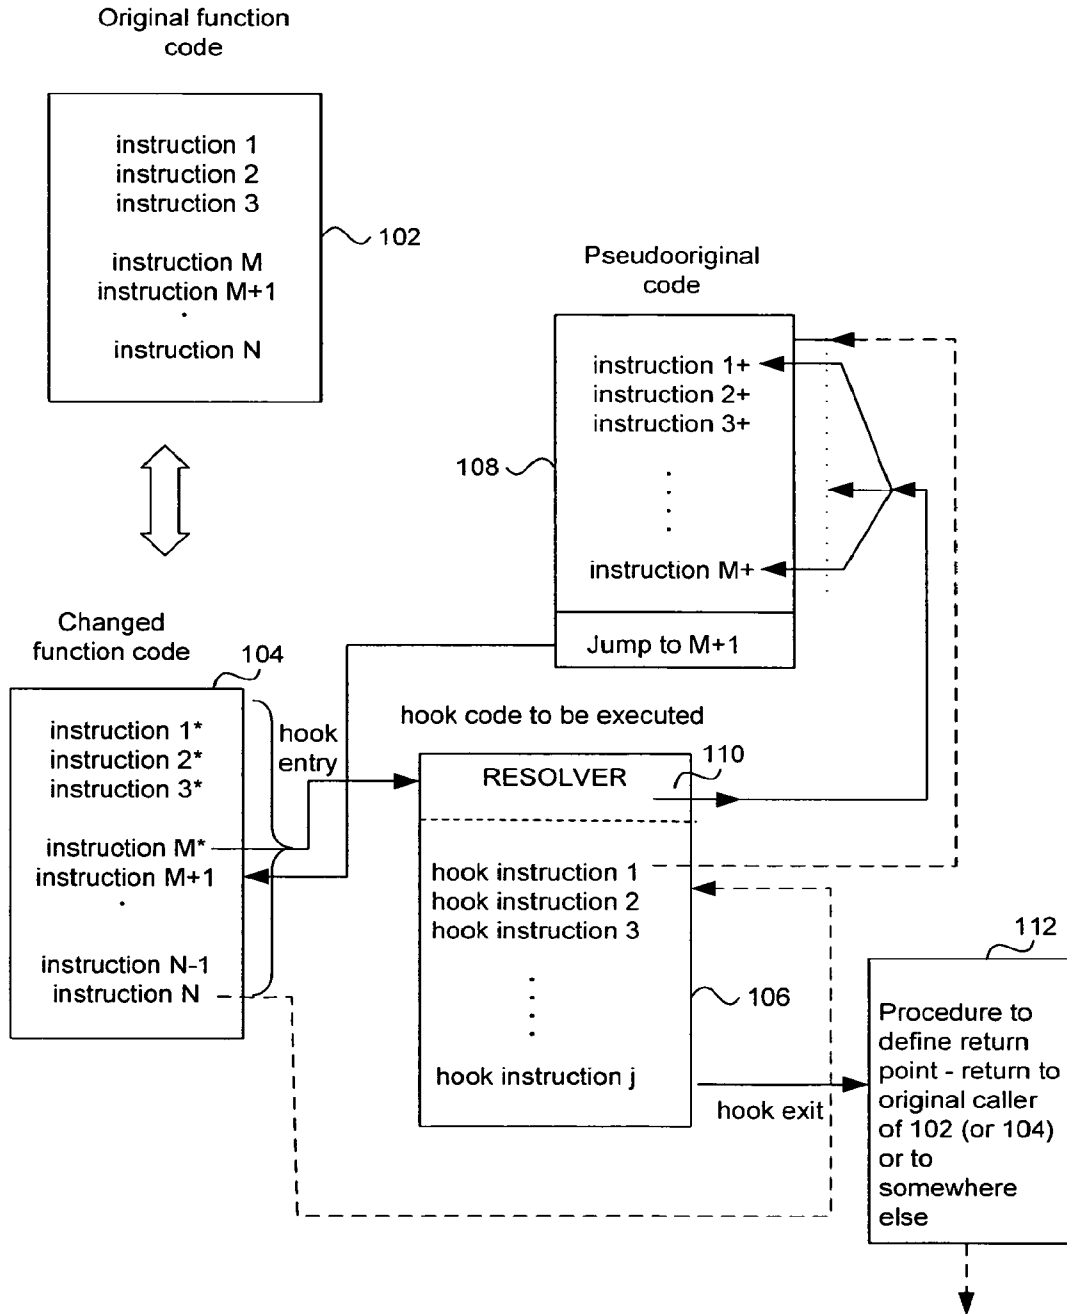 Original function
code
instruction 1
instruction 2
instruction 3
102
instruction M
instruction M+1
instruction N
Pseudooriginal
code
instruction 1+
instruction 2+
instruction 3+
108
instruction M+
Jump to M+1
Changed
function code
104
instruction 1*
instruction 2*
instruction 3*
hook
entry
instruction M*
instruction M+1
instruction N-1
instruction N
hook code to be executed
RESOLVER
110
hook instruction 1
hook instruction 2
hook instruction 3
106
hook instruction j
hook exit
112
Procedure to
define return
point - return to
original caller
of 102 (or 104)
or to
somewhere
else